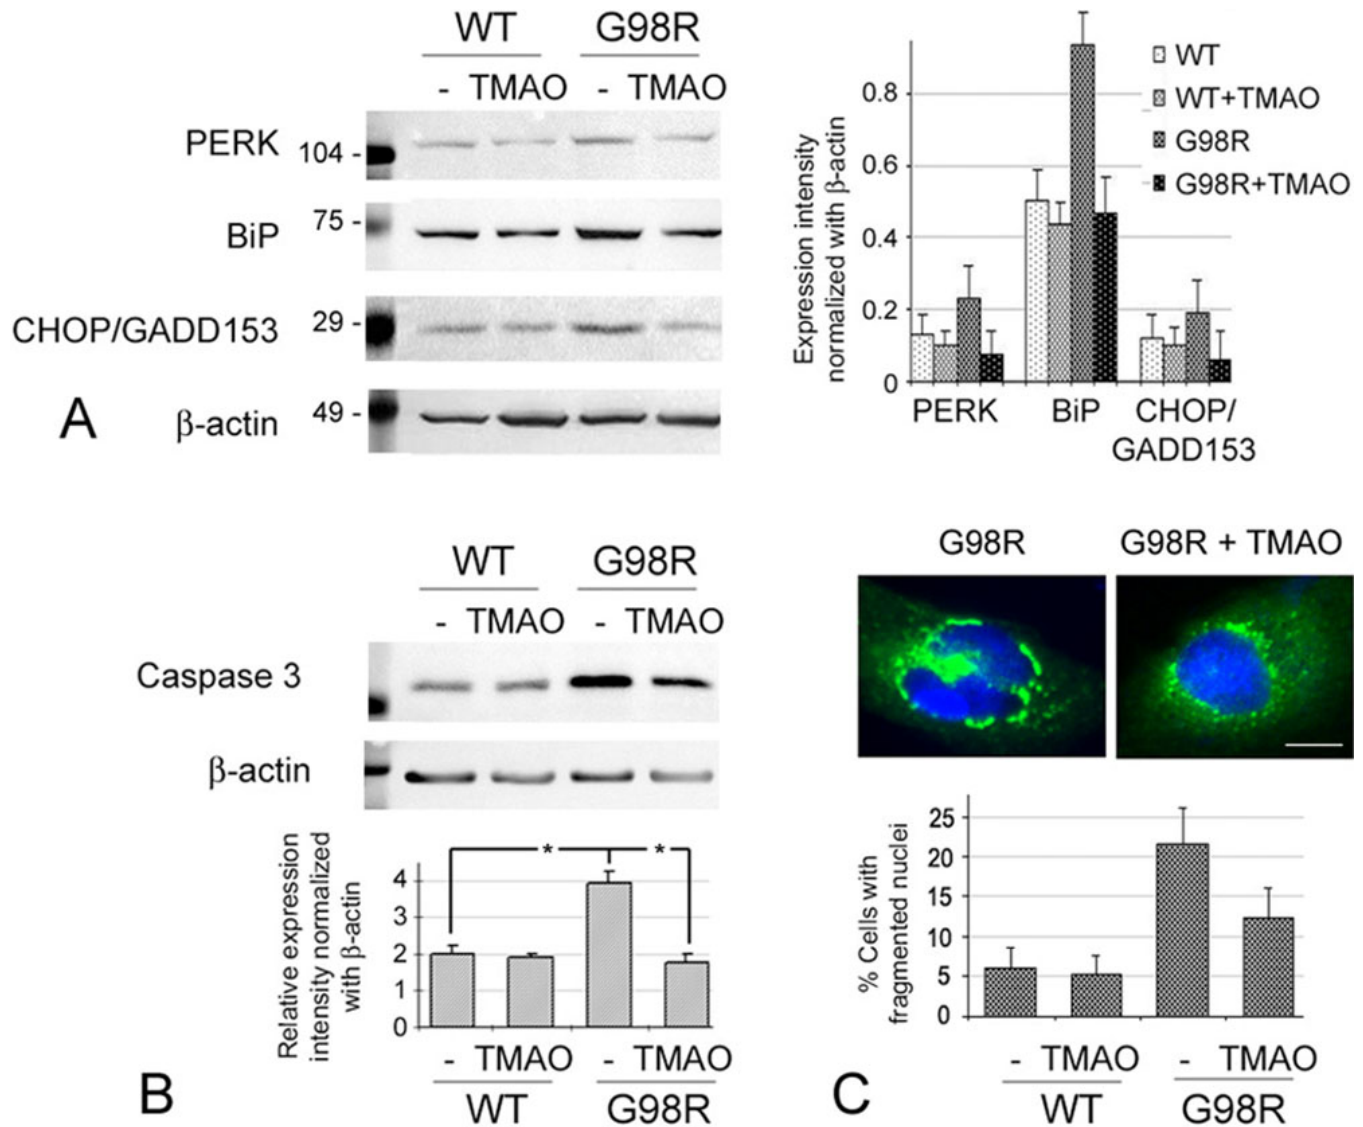 WT G98R
- TMAO - TMAO
PERK 104 -
BiP 75 -
CHOP/GADD153 29 -
β-actin 49 -
A
Expression intensity
normalized with β-actin
0.8
0.6
0.4
0.2
0
WT
WT+TMAO
G98R
G98R+TMAO
PERK BiP CHOP/
GADD153
WT G98R
- TMAO - TMAO
Caspase 3
β-actin
Relative expression
intensity normalized
with β-actin
4
3
2
1
0
* *
- TMAO - TMAO
WT G98R
B
G98R G98R + TMAO
% Cells with
fragmented nuclei
25
20
15
10
5
0
- TMAO - TMAO
WT G98R
C